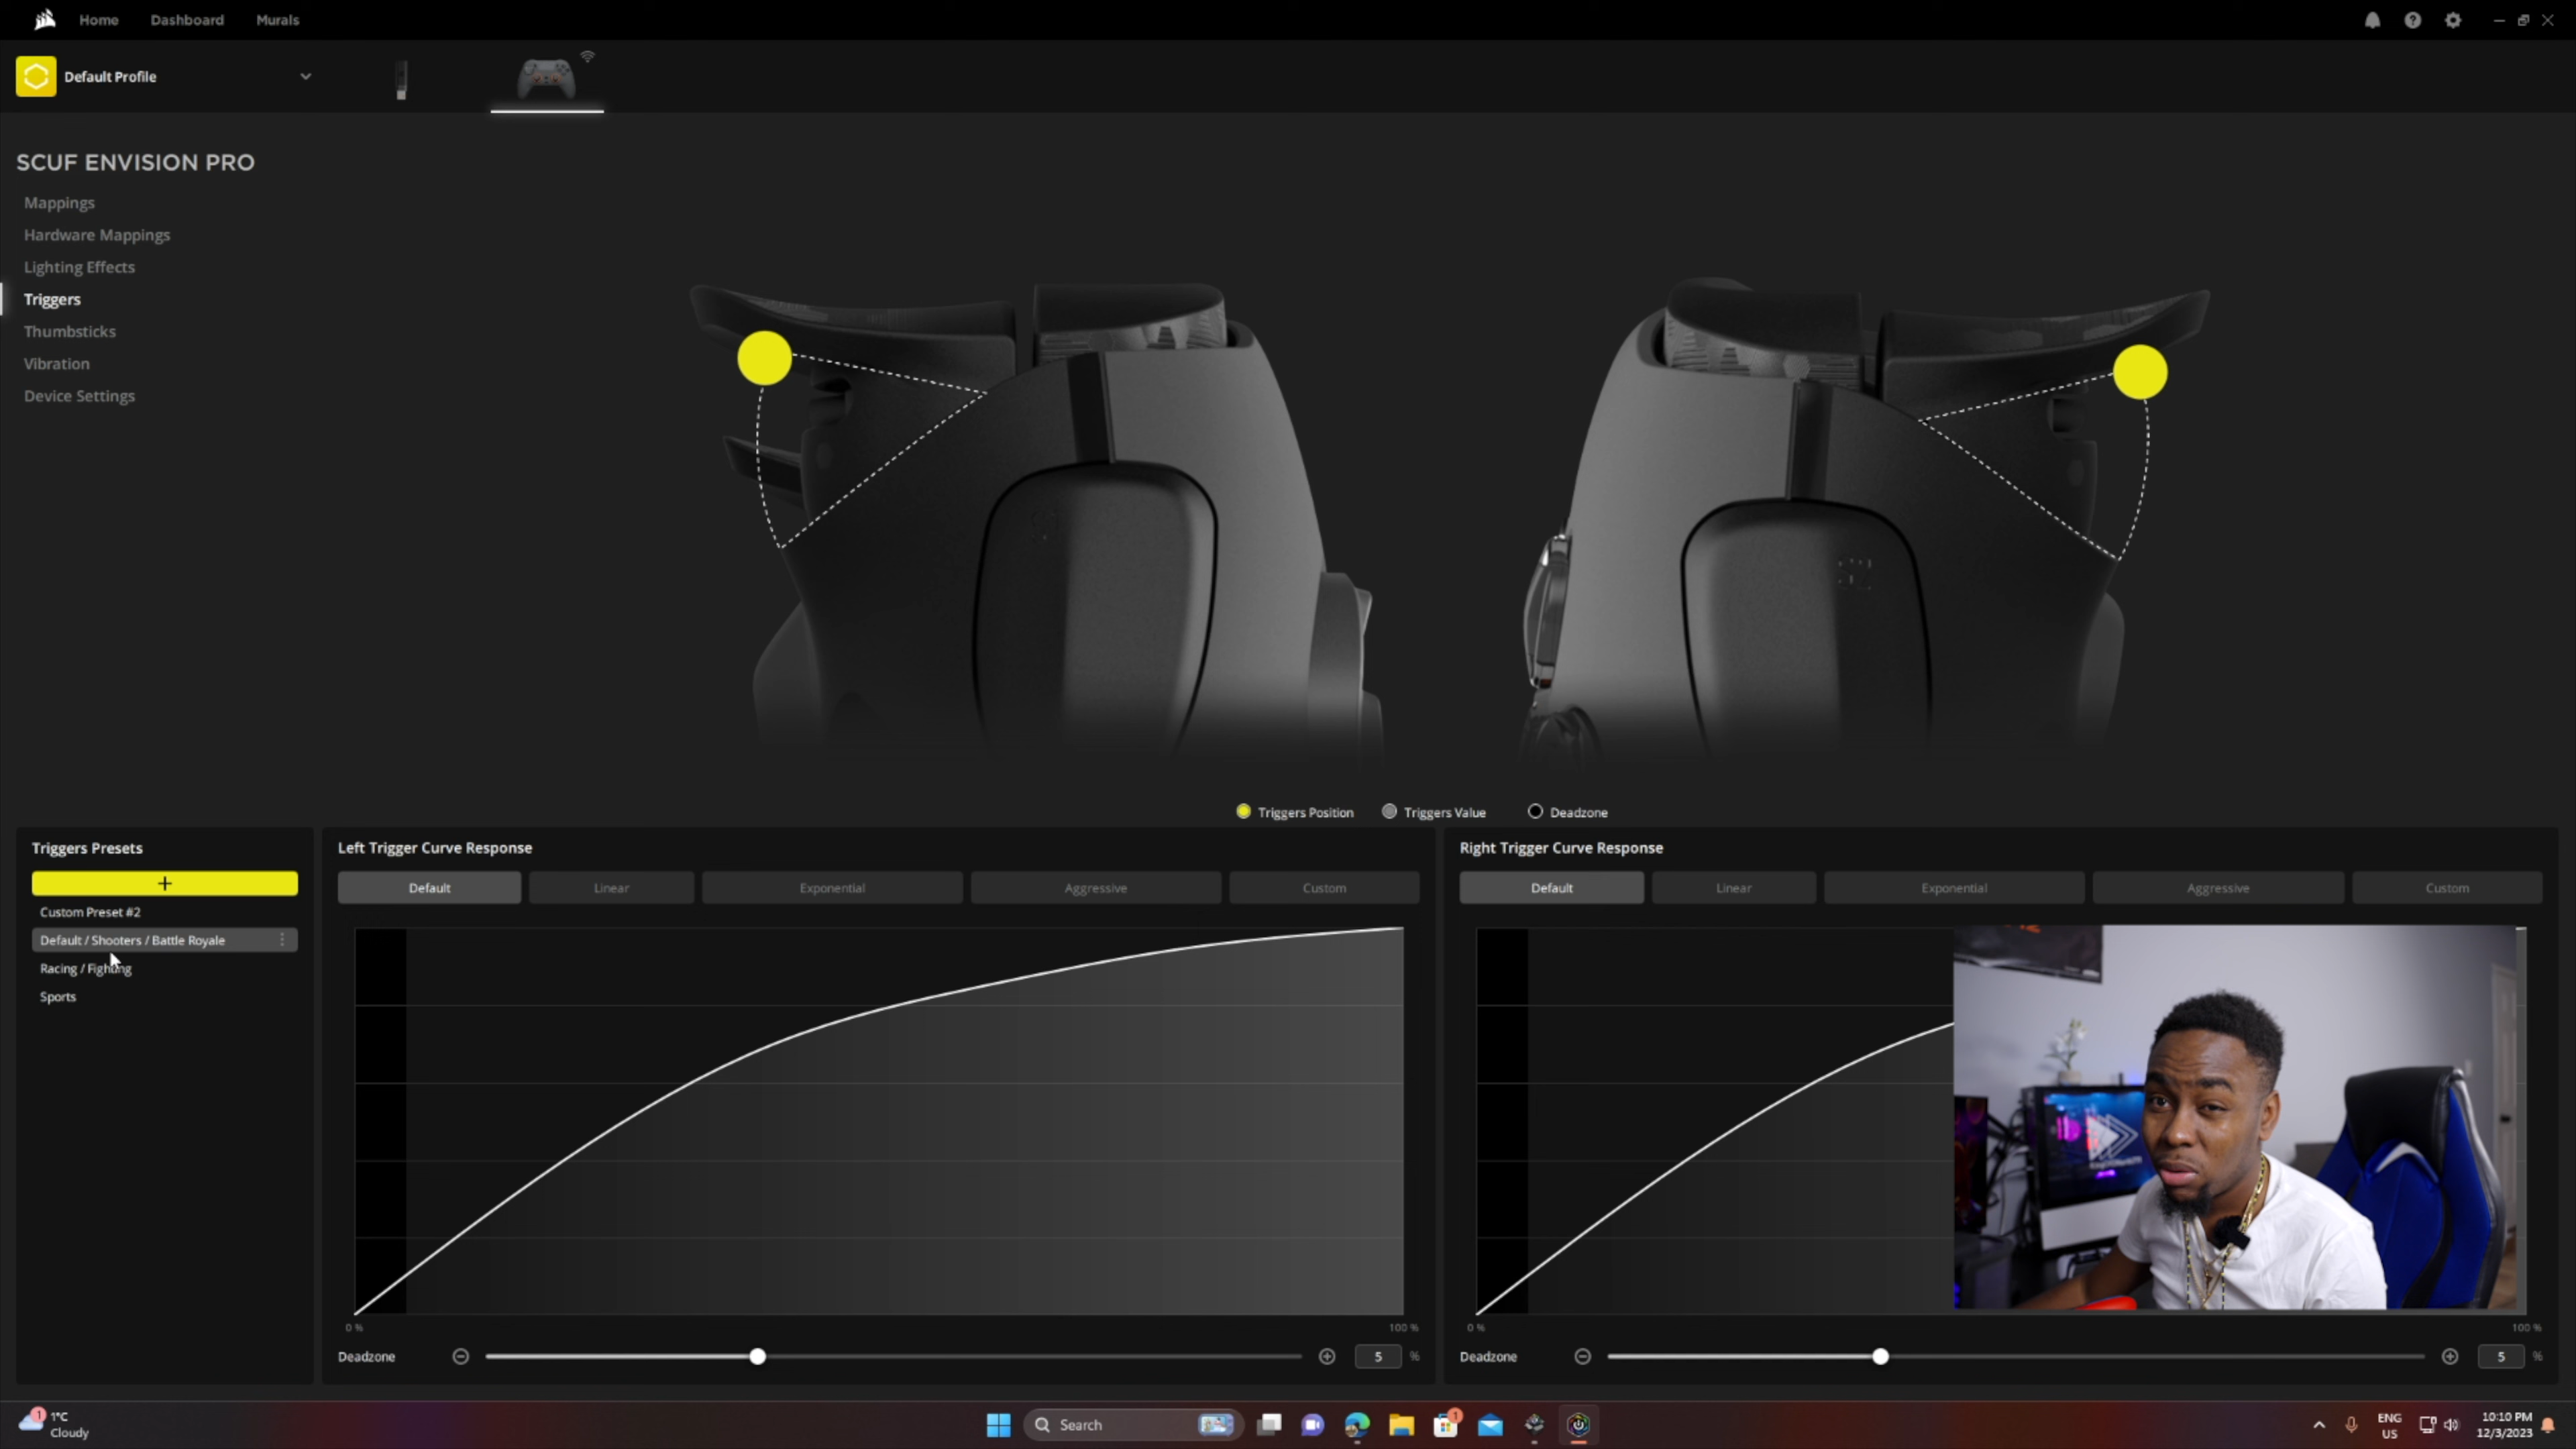 Home Dashboard Murals
Default Profile
SCUF ENVISION PRO
Mappings
Hardware Mappings
Lighting Effects
Triggers
Thumbsticks
Vibration
Device Settings
S2
Triggers Position Triggers Value Deadzone
Triggers Presets
+
Custom Preset #2
Default / Shooters / Battle Royale
Racing / Fighting
Sports
Left Trigger Curve Response
Default Linear Exponential Aggressive Custom
0 % 100 %
Deadzone 5 %
Right Trigger Curve Response
Default Linear Exponential Aggressive Custom
0 % 100 %
Deadzone 5 %
1
1°C
Cloudy
Search
1
ENG
US
10:10 PM
12/3/2023